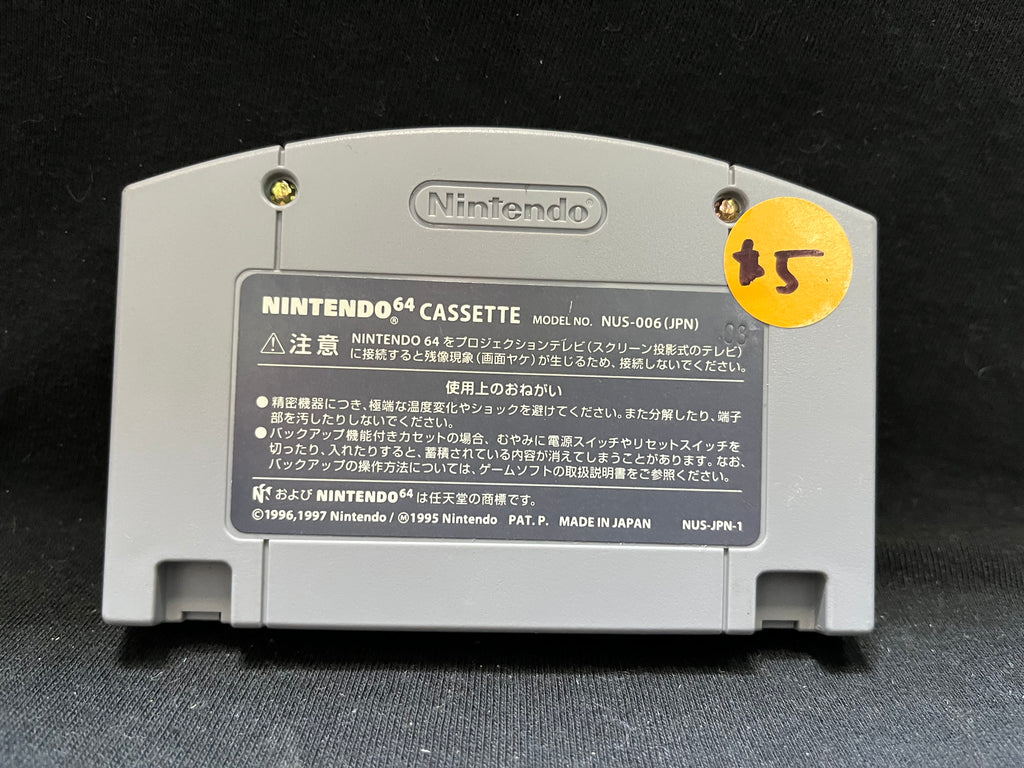 Nintendo®
$5
NINTENDO64® CASSETTE MODEL NO. NUS-006(JPN)
08
⚠注意 NINTENDO 64 をプロジェクションテレビ(スクリーン投影式のテレビ)
に接続すると残像現象(画面ヤケ)が生じるため、接続しないでください。
使用上のおねがい
●精密機器につき、極端な温度変化やショックを避けてください。また分解したり、端子
部を汚したりしないでください。
●バックアップ機能付きカセットの場合、むやみに電源スイッチやリセットスイッチを
切ったり、入れたりすると、蓄積されている内容が消えてしまうことがあります。なお、
バックアップの操作方法については、ゲームソフトの取扱説明書をご参照ください。
および NINTENDO64 は任天堂の商標です。
©1996,1997 Nintendo / Ⓜ1995 Nintendo PAT. P. MADE IN JAPAN NUS-JPN-1